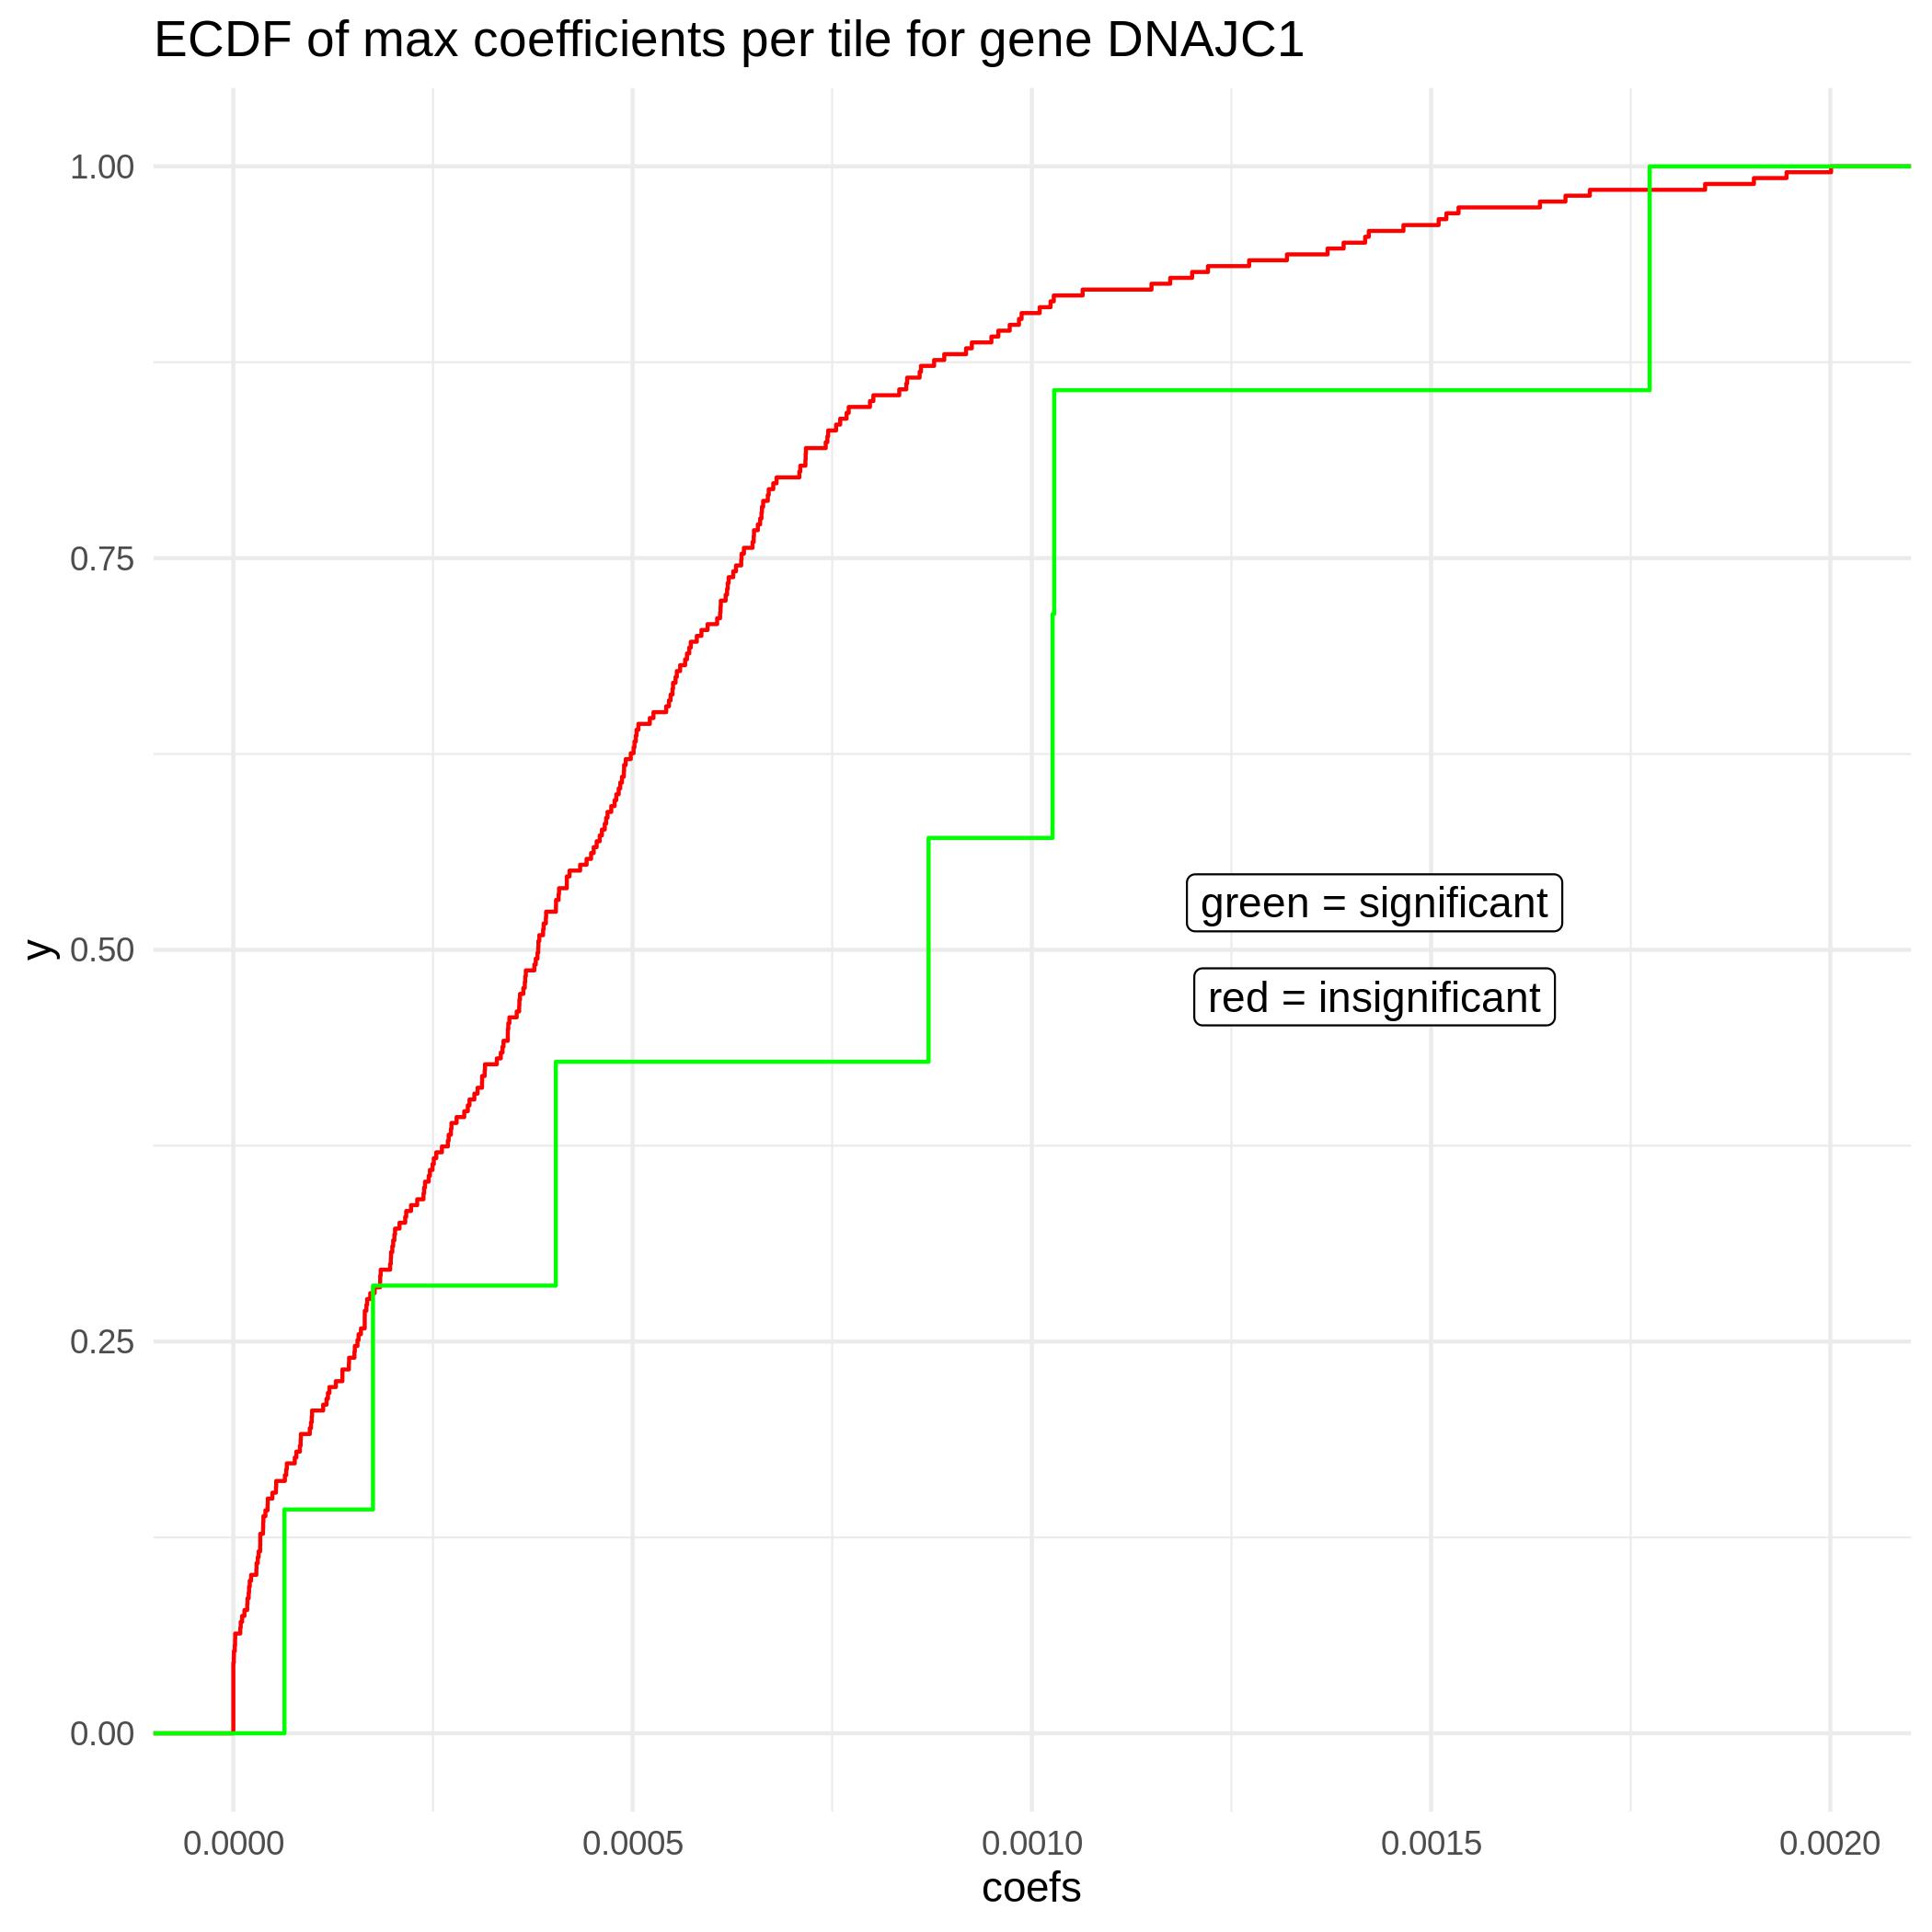 ECDF of max coefficients per tile for gene DNAJC1
1.00
0.75
0.50
0.25
0.00
y
green = significant
red = insignificant
0.0000 0.0005 0.0010 0.0015 0.0020
coefs